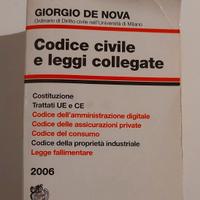 GIORGIO DE NOVA
Ordinario di Diritto civile nell'Università di Milano
Codice civile
e leggi collegate
Costituzione
Trattati UE e CE
Codice dell'amministrazione digitale
Codice delle assicurazioni private
Codice del consumo
Codice della proprietà industriale
Legge fallimentare
2006